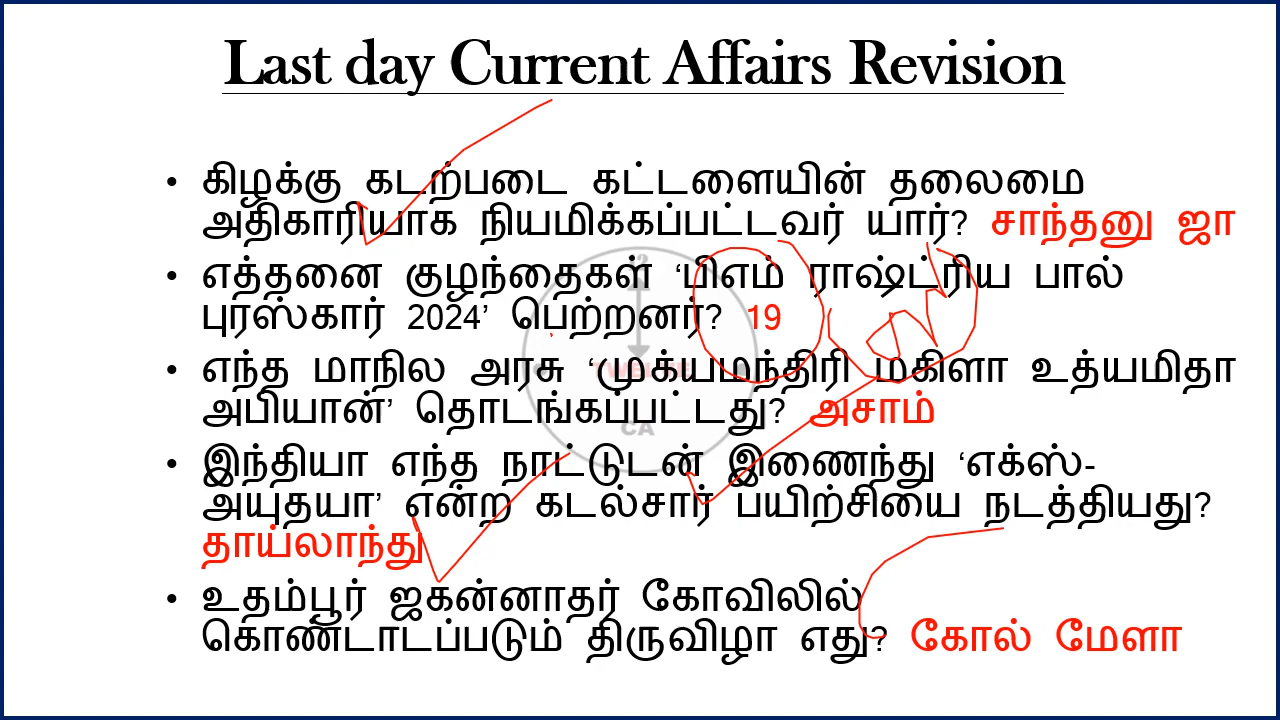 Last day Current Affairs Revision
• கிழக்கு கடற்படை கட்டளையின் தலைமை
அதிகாரியாக நியமிக்கப்பட்டவர் யார்? சாந்தனு ஜா
• எத்தனை குழந்தைகள் ‘பிஎம் ராஷ்ட்ரிய பால்
புரஸ்கார் 2024’ பெற்றனர்? 19
• எந்த மாநில அரசு ‘முக்யமந்திரி மகிளா உத்யமிதா
அபியான்’ தொடங்கப்பட்டது? அசாம்
• இந்தியா எந்த நாட்டுடன் இணைந்து ‘எக்ஸ்-
அயுதயா’ என்ற கடல்சார் பயிற்சியை நடத்தியது?
தாய்லாந்து
• உதம்பூர் ஜகன்னாதர் கோவிலில்
கொண்டாடப்படும் திருவிழா எது? கோல் மேளா
CA